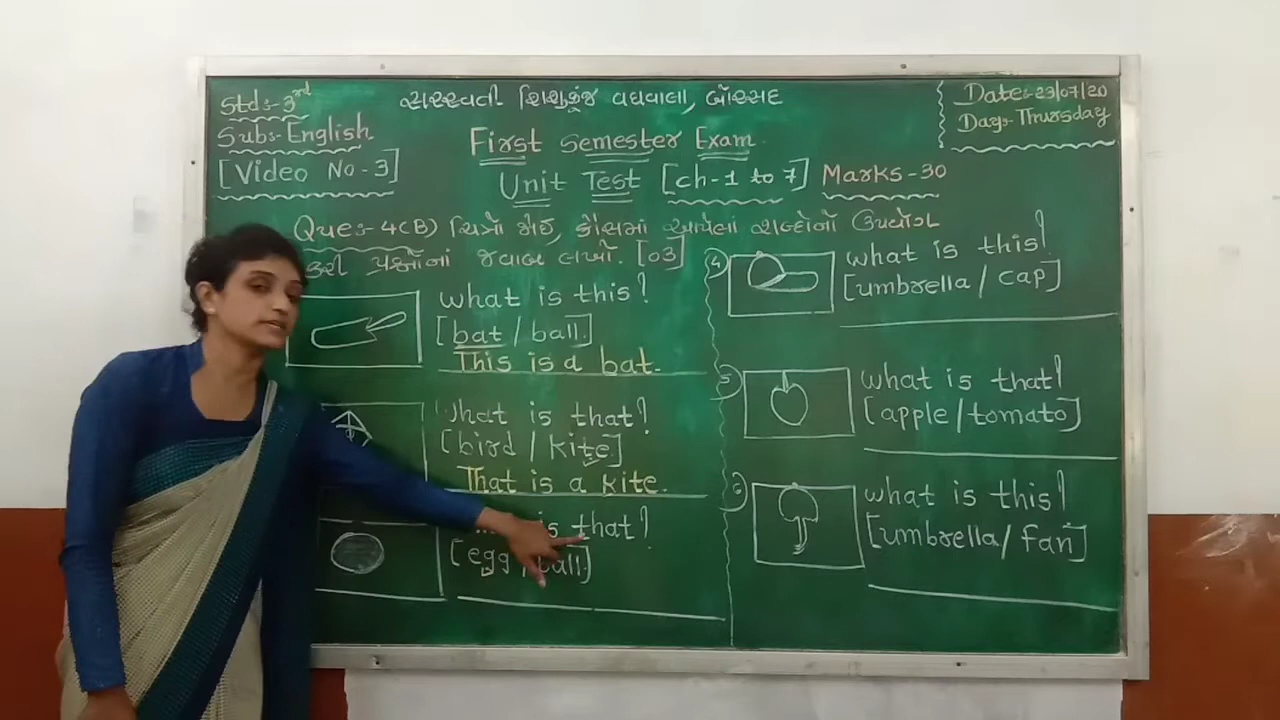 Std:- 3rd
Sub:- English
[Video No - 3]
સરસ્વતી શિશુકુંજ વઘવાલા, બોરસદ
First Semester Exam
Unit Test [ch-1 to 7] Marks-30
Date:- 23/07/20
Day:- Thursday
Que:- 4(B) ચિત્રો જોઈ, કૌંસમાં આપેલાં શબ્દોનો ઉપયોગ
કરી પ્રશ્નોનાં જવાબ લખો. [03]
what is this?
[bat / ball]
This is a bat.
what is that?
[bird / kite]
That is a kite.
is that?
[egg / ball]
4 what is this?
[umbrella / cap]
5 what is that?
[apple / tomato]
6 what is this?
[umbrella / fan]